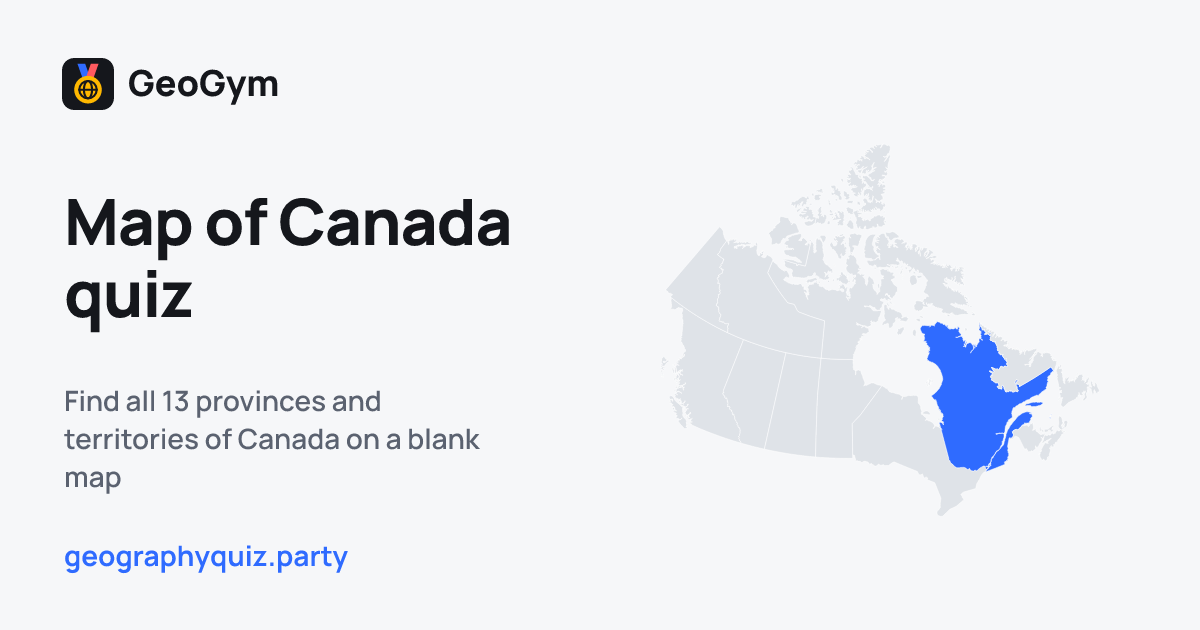 GeoGym
Map of Canada
quiz
Find all 13 provinces and
territories of Canada on a blank
map
geographyquiz.party